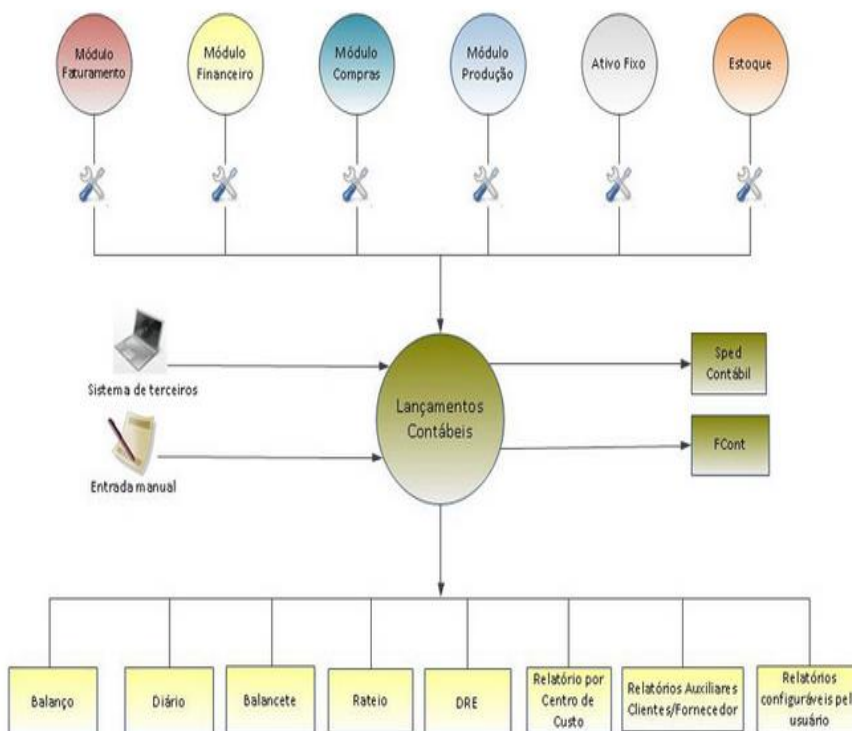 Módulo
Faturamento
Módulo
Financeiro
Módulo
Compras
Módulo
Produção
Ativo Fixo
Estoque
Sistema de terceiros
Entrada manual
Lançamentos
Contábeis
Sped
Contábil
FCont
Balanço
Diário
Balancete
Rateio
DRE
Relatório por
Centro de
Custo
Relatórios Auxiliares
Clientes/Fornecedor
Relatórios
configuráveis pel
usuário